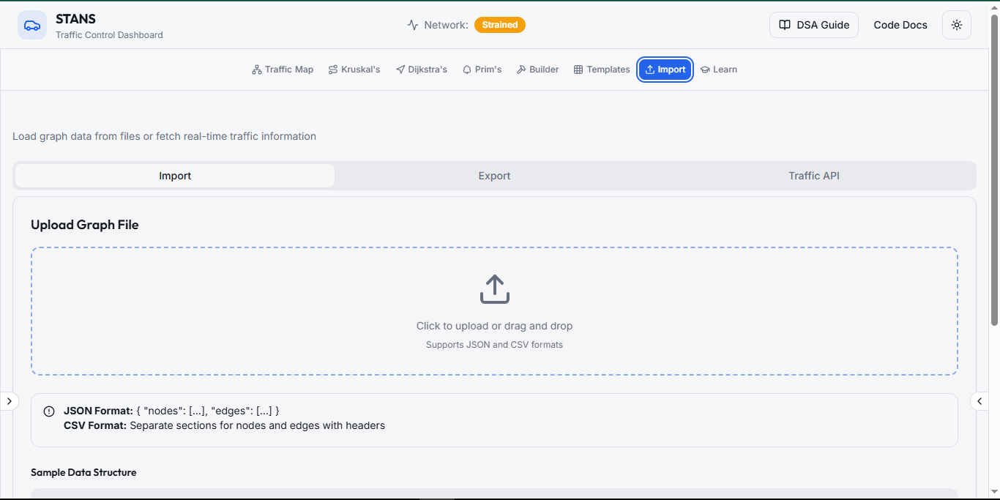 STANS
Traffic Control Dashboard
Network: Strained
DSA Guide
Code Docs
Traffic Map
Kruskal's
Dijkstra's
Prim's
Builder
Templates
Import
Learn
Load graph data from files or fetch real-time traffic information
Import
Export
Traffic API
Upload Graph File
Click to upload or drag and drop
Supports JSON and CSV formats
JSON Format: { "nodes": [...], "edges": [...] }
CSV Format: Separate sections for nodes and edges with headers
Sample Data Structure